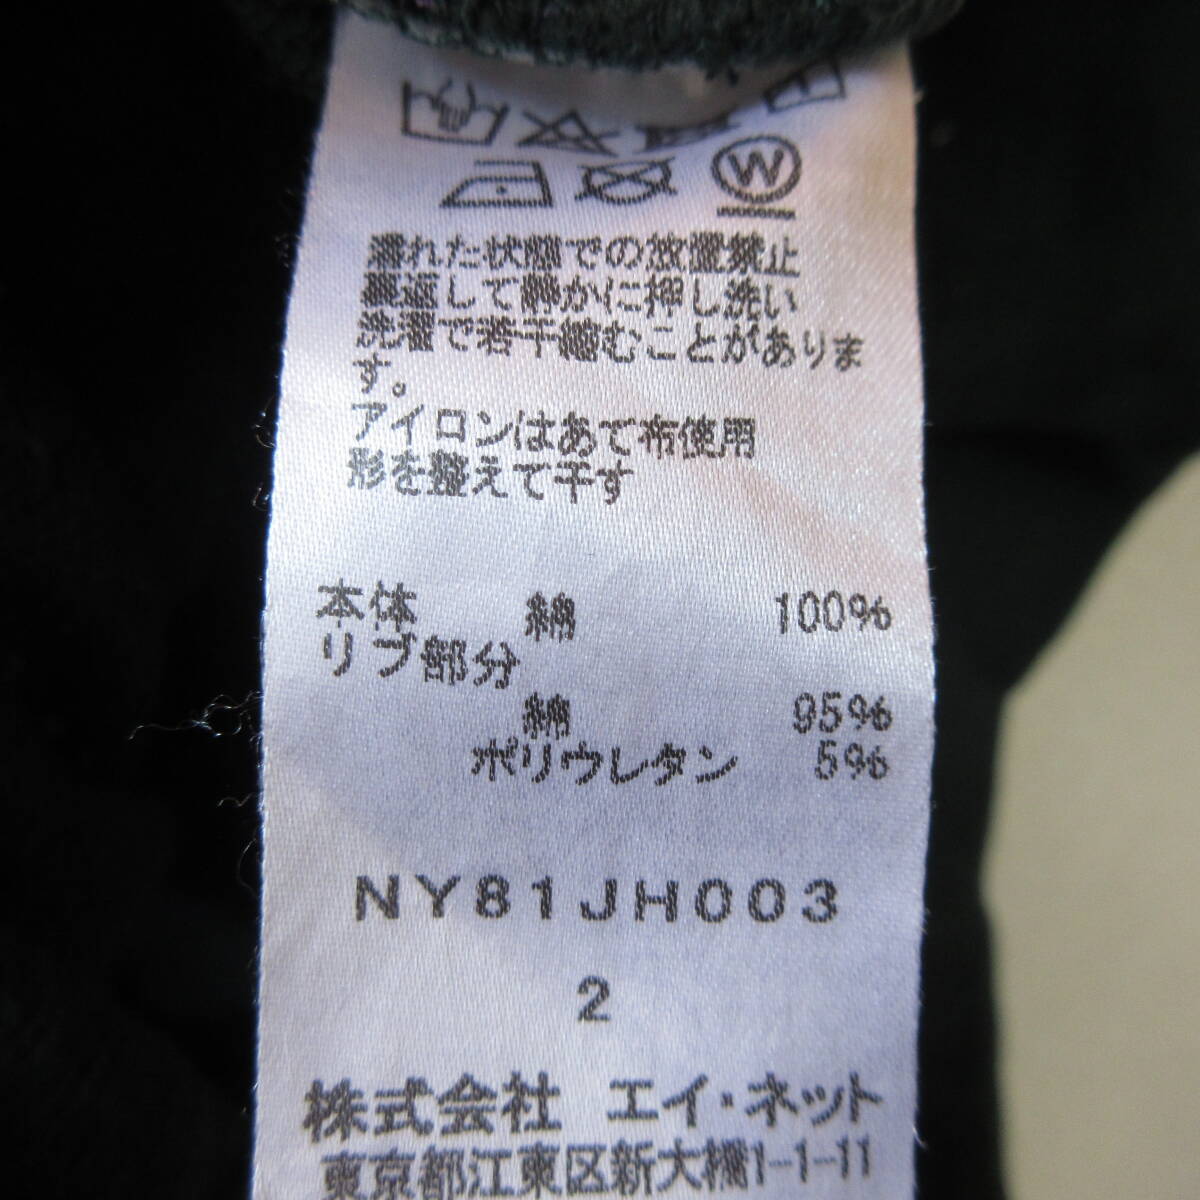 W
濡れた状態での放置禁止
裏返して静かに押し洗い
洗濯で若干縮むことがありま
す。
アイロンはあて布使用
形を整えて干す
本体 綿 100%
リブ部分
綿 95%
ポリウレタン 5%
NY81JH003
2
株式会社 エイ・ネット
東京都江東区新大橋1-1-11